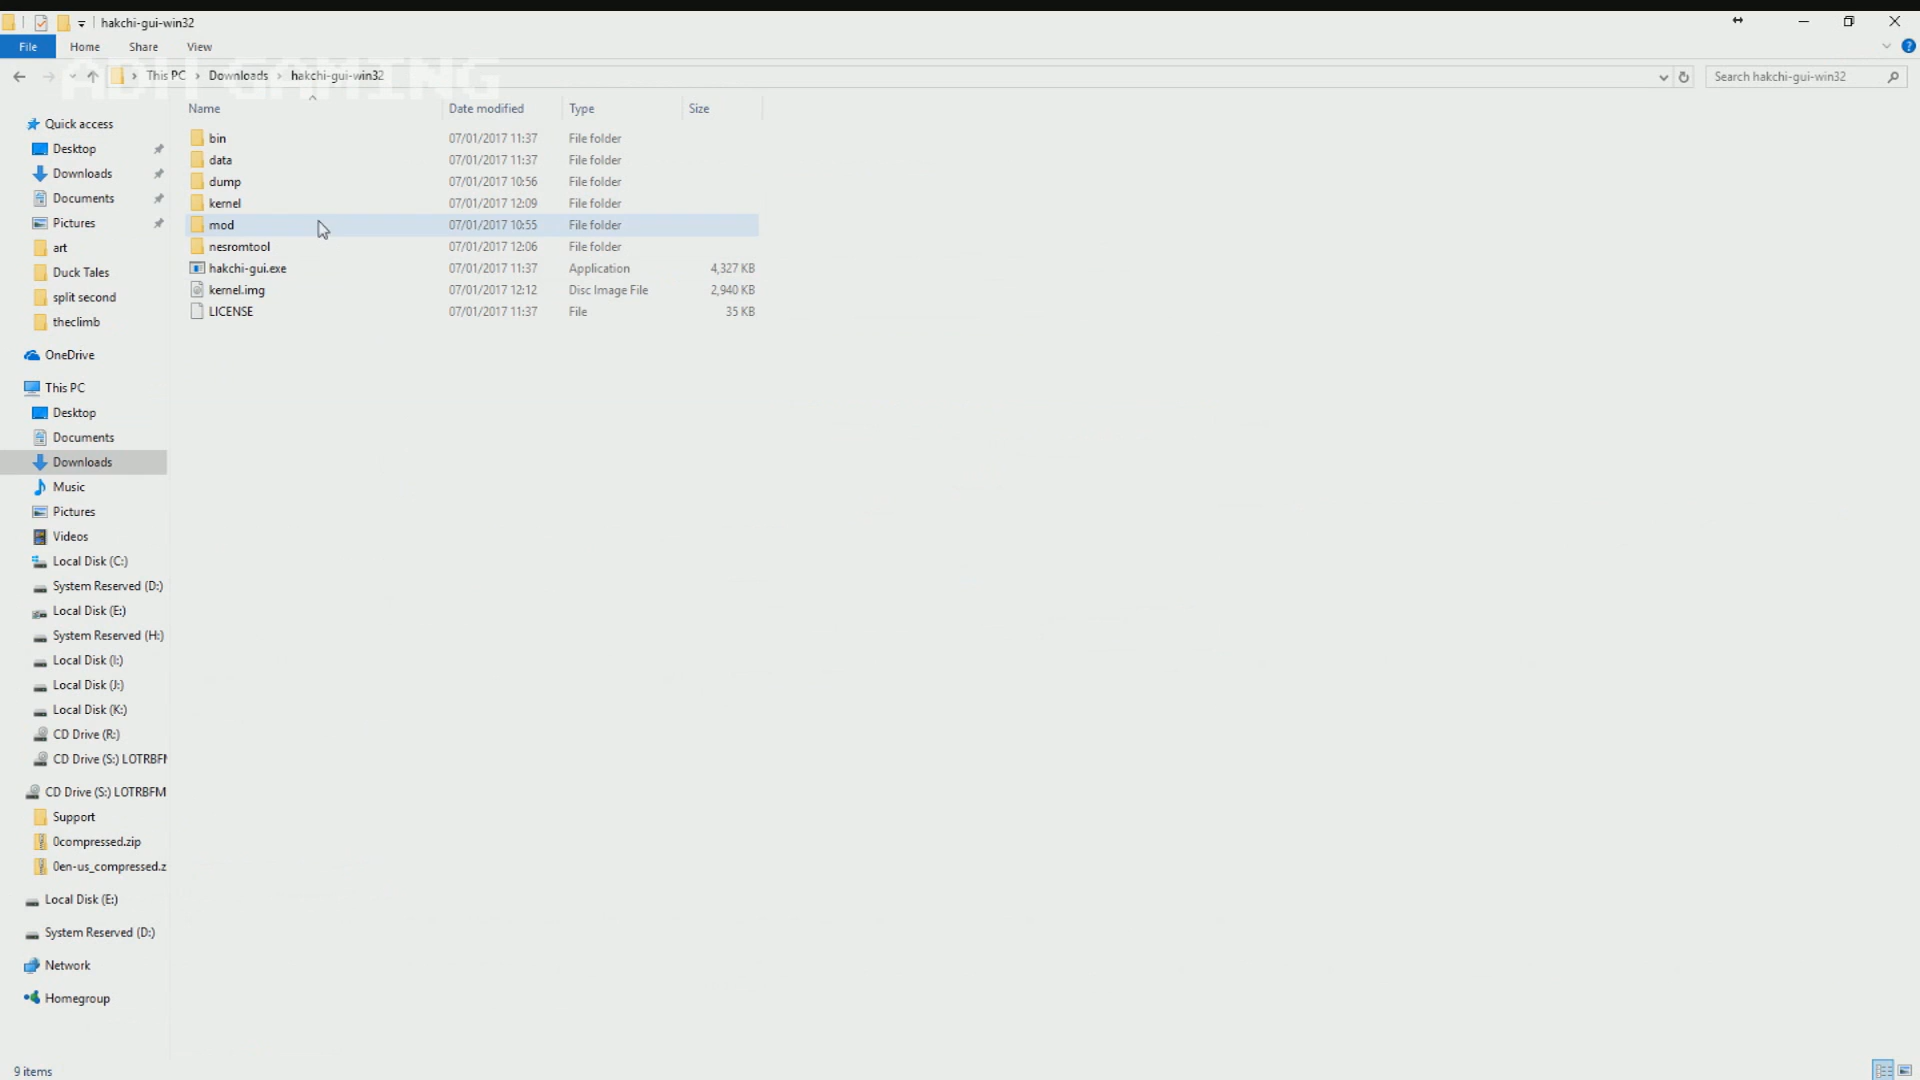 hakchi-gui-win32
File Home Share View
ADII GAMING
This PC Downloads hakchi-gui-win32
Search hakchi-gui-win32
Name Date modified Type Size
bin 07/01/2017 11:37 File folder
data 07/01/2017 11:37 File folder
dump 07/01/2017 10:56 File folder
kernel 07/01/2017 12:09 File folder
mod 07/01/2017 10:55 File folder
nesromtool 07/01/2017 12:06 File folder
hakchi-gui.exe 07/01/2017 11:37 Application 4,327 KB
kernel.img 07/01/2017 12:12 Disc Image File 2,940 KB
LICENSE 07/01/2017 11:37 File 35 KB
Quick access
Desktop
Downloads
Documents
Pictures
art
Duck Tales
split second
theclimb
OneDrive
This PC
Desktop
Documents
Downloads
Music
Pictures
Videos
Local Disk (C:)
System Reserved (D:)
Local Disk (E:)
System Reserved (H:)
Local Disk (I:)
Local Disk (J:)
Local Disk (K:)
CD Drive (R:)
CD Drive (S:) LOTRBFM
CD Drive (S:) LOTRBFM
Support
0compressed.zip
0en-us_compressed.z
Local Disk (E:)
System Reserved (D:)
Network
Homegroup
9 items